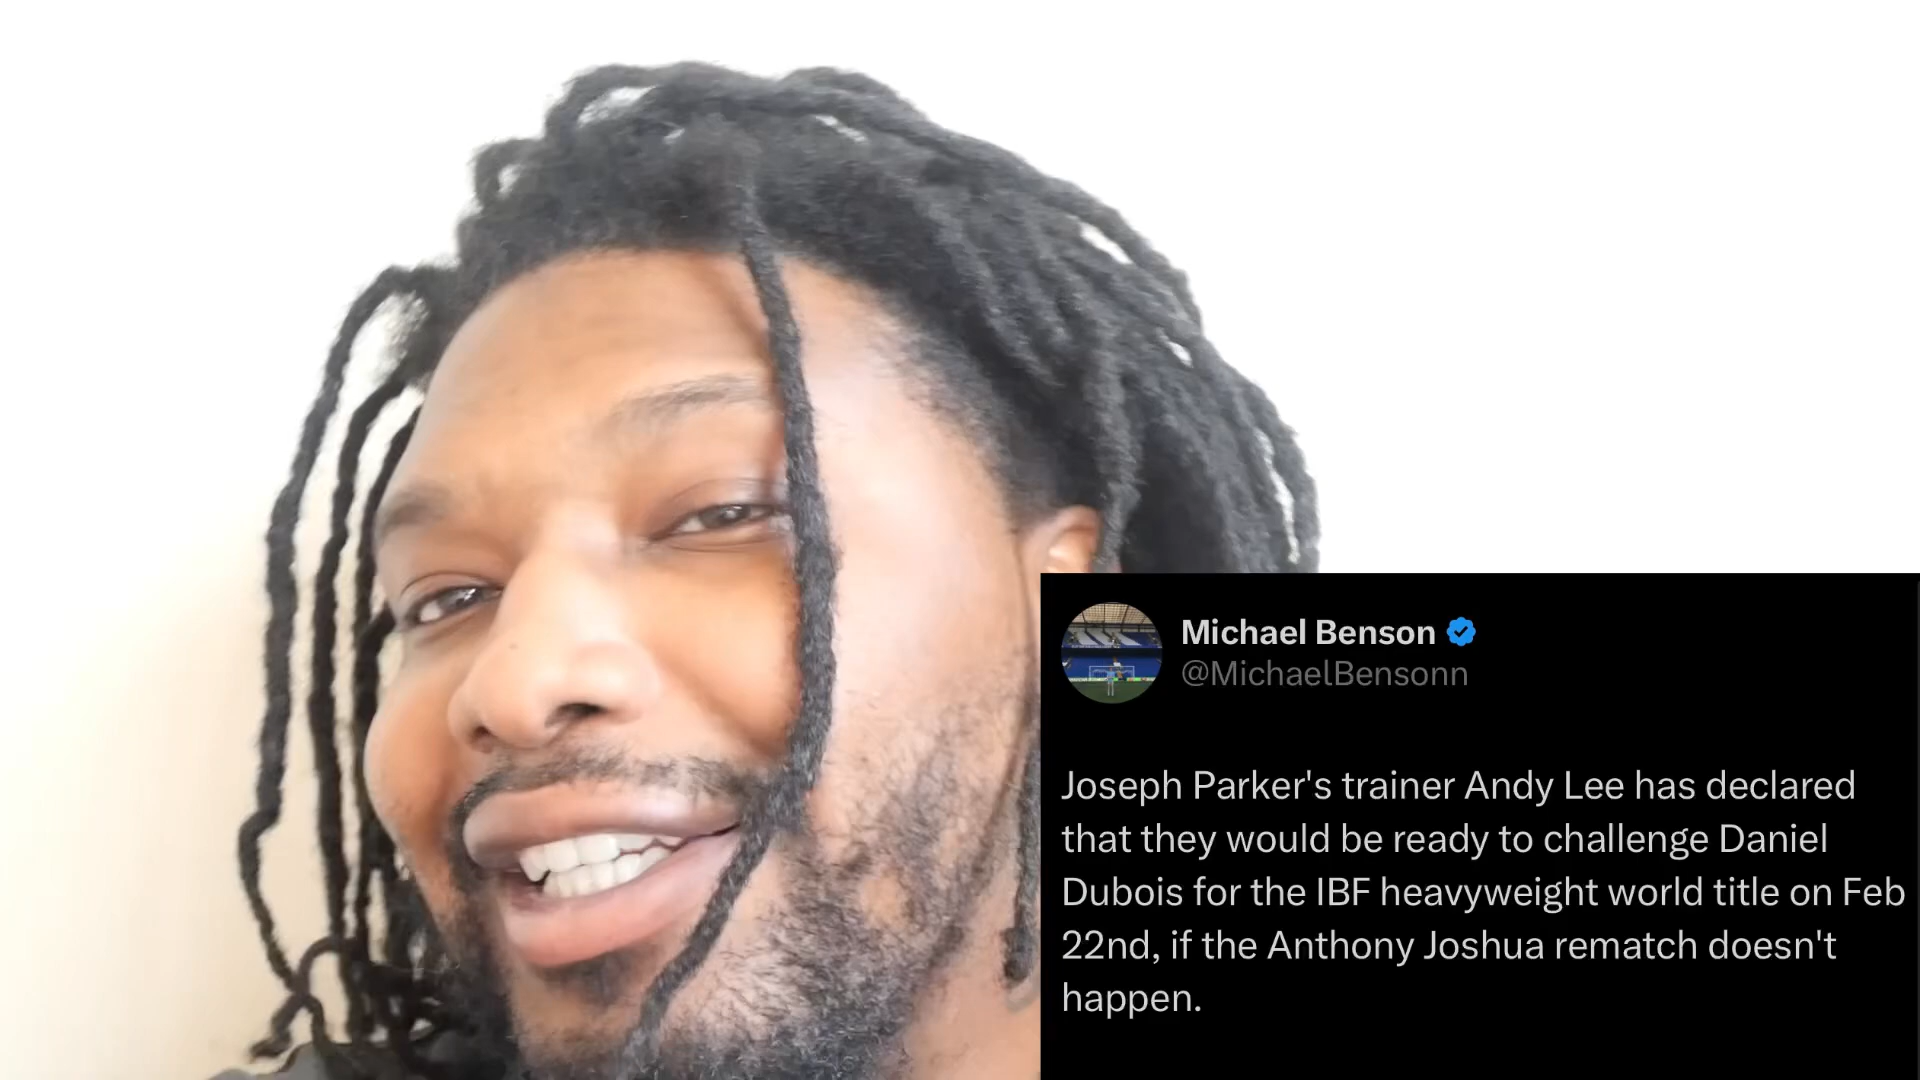 Michael Benson
@MichaelBensonn
Joseph Parker's trainer Andy Lee has declared
that they would be ready to challenge Daniel
Dubois for the IBF heavyweight world title on Feb
22nd, if the Anthony Joshua rematch doesn't
happen.